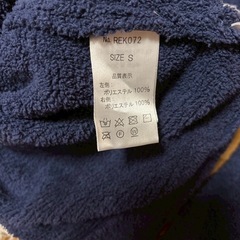 No. REK072
SIZE S
品質表示
左側
ポリエステル 100%
右側
ポリエステル 100%